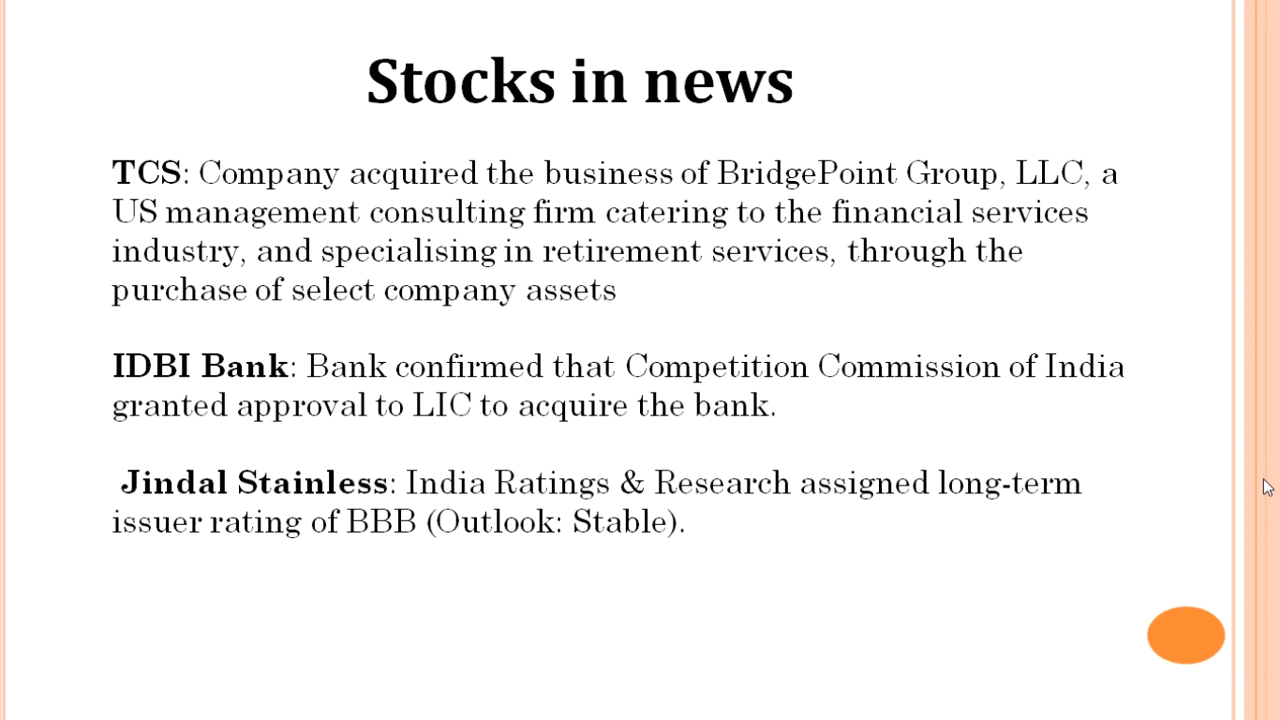 Stocks in news
TCS: Company acquired the business of BridgePoint Group, LLC, a
US management consulting firm catering to the financial services
industry, and specialising in retirement services, through the
purchase of select company assets
IDBI Bank: Bank confirmed that Competition Commission of India
granted approval to LIC to acquire the bank.
Jindal Stainless: India Ratings & Research assigned long-term
issuer rating of BBB (Outlook: Stable).